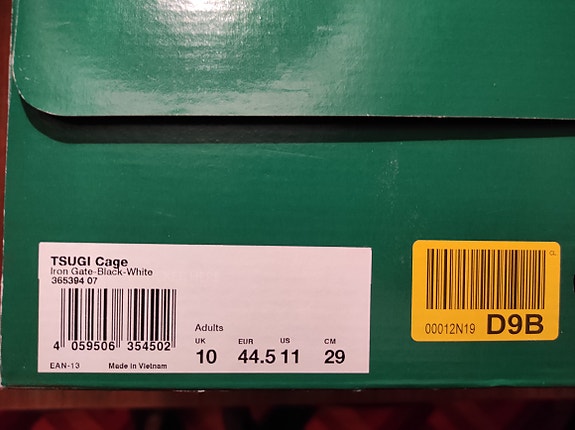 TSUGI Cage
Iron Gate-Black-White
365394 07
4 059506 354502
EAN-13 Made in Vietnam
Adults
UK EUR US CM
10 44.5 11 29
CL
00012N19 D9B